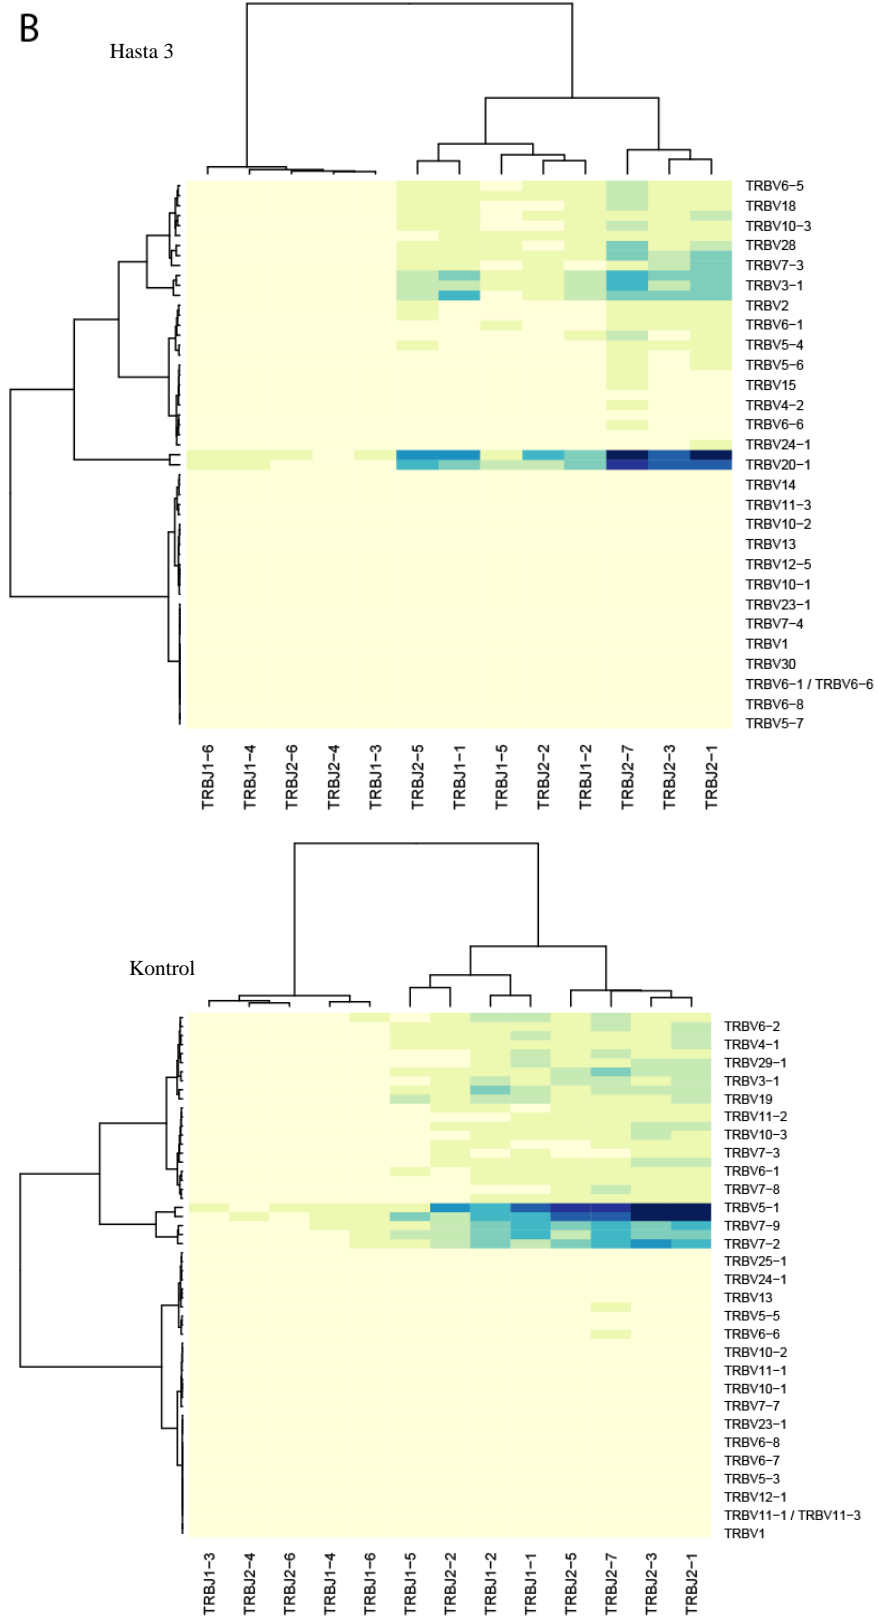 B
Hasta 3
TRBV6-5
TRBV18
TRBV10-3
TRBV28
TRBV7-3
TRBV3-1
TRBV2
TRBV6-1
TRBV5-4
TRBV5-6
TRBV15
TRBV4-2
TRBV6-6
TRBV24-1
TRBV20-1
TRBV14
TRBV11-3
TRBV10-2
TRBV13
TRBV12-5
TRBV10-1
TRBV23-1
TRBV7-4
TRBV1
TRBV30
TRBV6-1 / TRBV6-6
TRBV6-8
TRBV5-7
TRBJ1-6
TRBJ1-4
TRBJ2-6
TRBJ2-4
TRBJ1-3
TRBJ2-5
TRBJ1-1
TRBJ1-5
TRBJ2-2
TRBJ1-2
TRBJ2-7
TRBJ2-3
TRBJ2-1
Kontrol
TRBV6-2
TRBV4-1
TRBV29-1
TRBV3-1
TRBV19
TRBV11-2
TRBV10-3
TRBV7-3
TRBV6-1
TRBV7-8
TRBV5-1
TRBV7-9
TRBV7-2
TRBV25-1
TRBV24-1
TRBV13
TRBV5-5
TRBV6-6
TRBV10-2
TRBV11-1
TRBV10-1
TRBV7-7
TRBV23-1
TRBV6-8
TRBV6-7
TRBV5-3
TRBV12-1
TRBV11-1 / TRBV11-3
TRBV1
TRBJ1-3
TRBJ2-4
TRBJ2-6
TRBJ1-4
TRBJ1-6
TRBJ1-5
TRBJ2-2
TRBJ1-2
TRBJ1-1
TRBJ2-5
TRBJ2-7
TRBJ2-3
TRBJ2-1